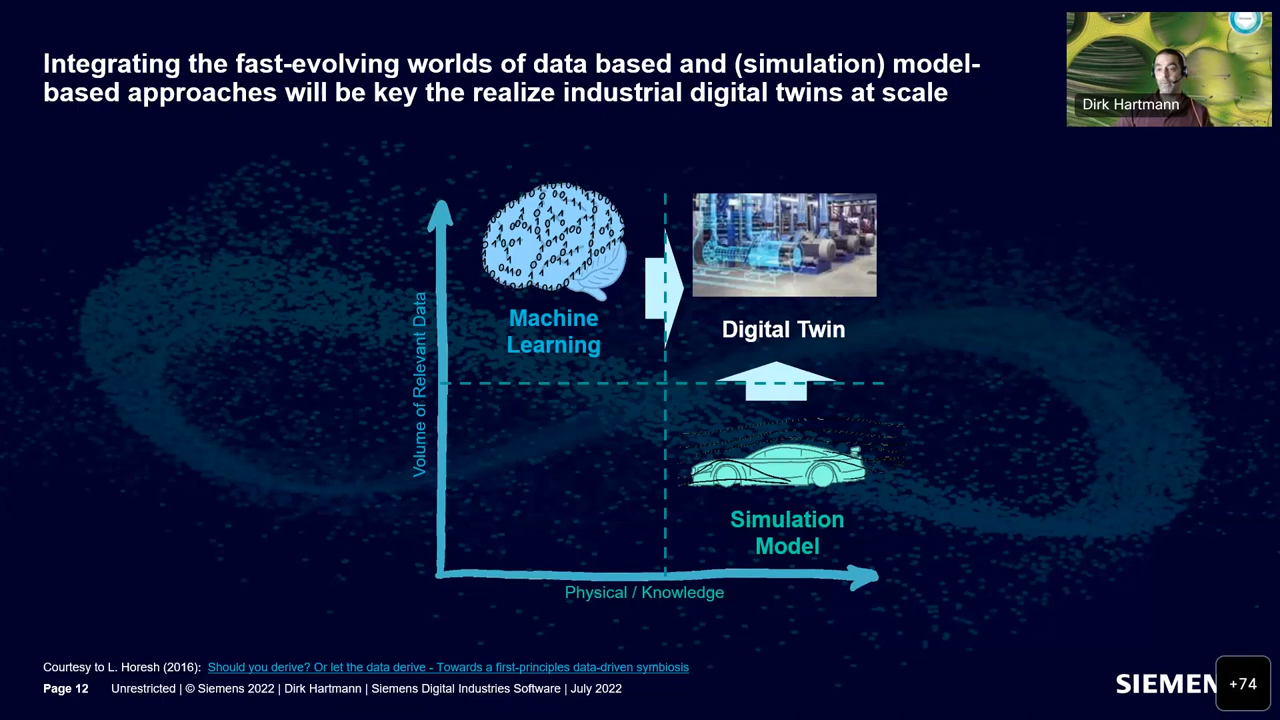 Integrating the fast-evolving worlds of data based and (simulation) model-
based approaches will be key the realize industrial digital twins at scale
Dirk Hartmann
Machine
Learning
Digital Twin
Volume of Relevant Data
Simulation
Model
Physical / Knowledge
Courtesy to L. Horesh (2016): Should you derive? Or let the data derive - Towards a first-principles data-driven symbiosis
Page 12 Unrestricted | © Siemens 2022 | Dirk Hartmann | Siemens Digital Industries Software | July 2022
SIEMEN
+74